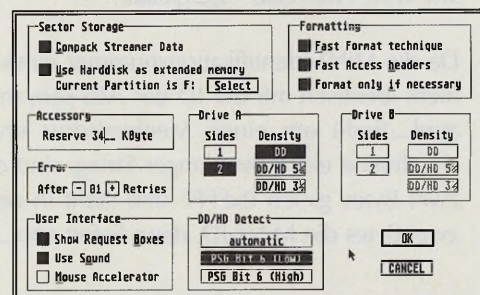 Sector Storage
Compack Streamer Data
Use Harddisk as extended memory
Current Partition is F: Select
Formatting
Fast Format technique
Fast Access headers
Format only if necessary
Accessory
Reserve 34_. KByte
Error
After - 0i + Retries
Drive A
Sides Density
1 DD
2 DD/HD 5¼
DD/HD 3½
Drive B
Sides Density
1 DD
2 DD/HD 5¼
DD/HD 3½
User Interface
Show Request Boxes
Use Sound
Mouse Accelerator
DD/HD Detect
automatic
PSG Bit 6 (Low)
PSG Bit 6 (High)
OK
CANCEL